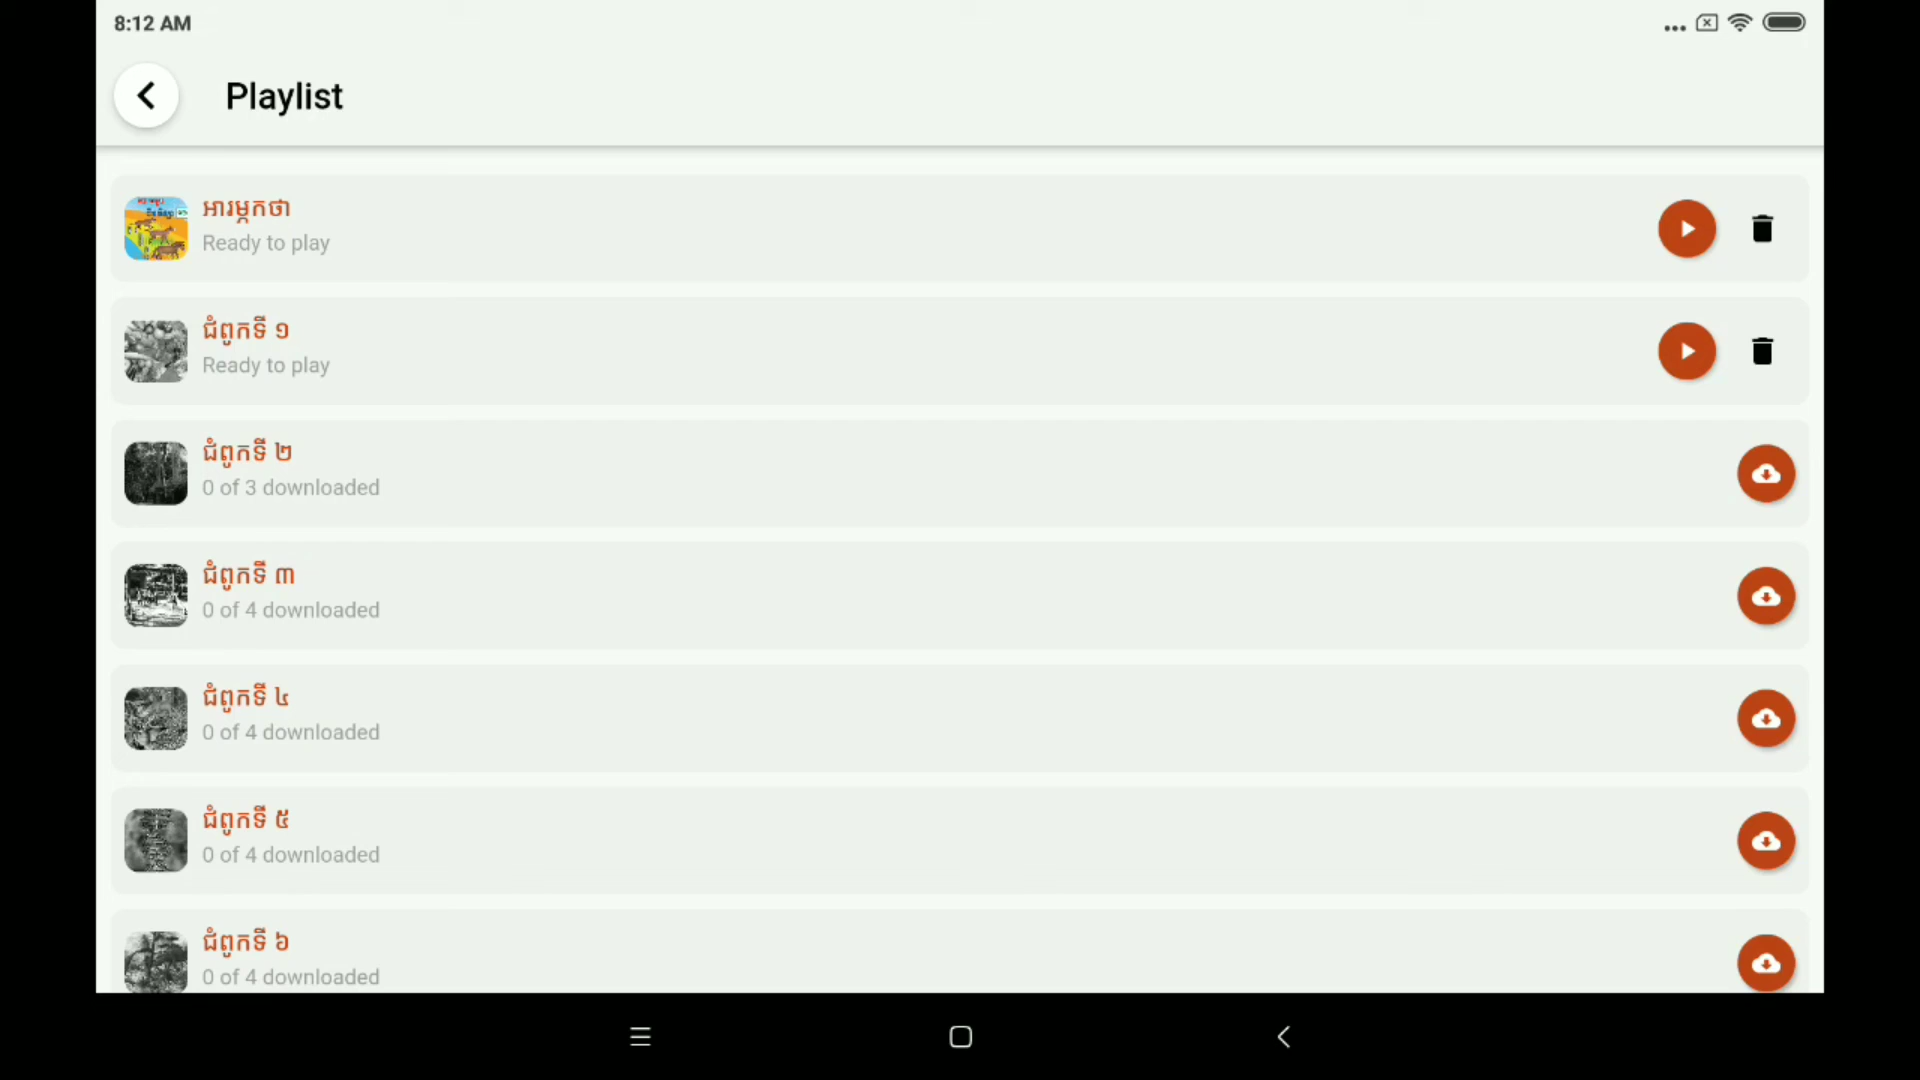 8:12 AM
Playlist
អារម្ភកថា
Ready to play
ជំពូកទី ១
Ready to play
ជំពូកទី ២
0 of 3 downloaded
ជំពូកទី ៣
0 of 4 downloaded
ជំពូកទី ៤
0 of 4 downloaded
ជំពូកទី ៥
0 of 4 downloaded
ជំពូកទី ៦
0 of 4 downloaded